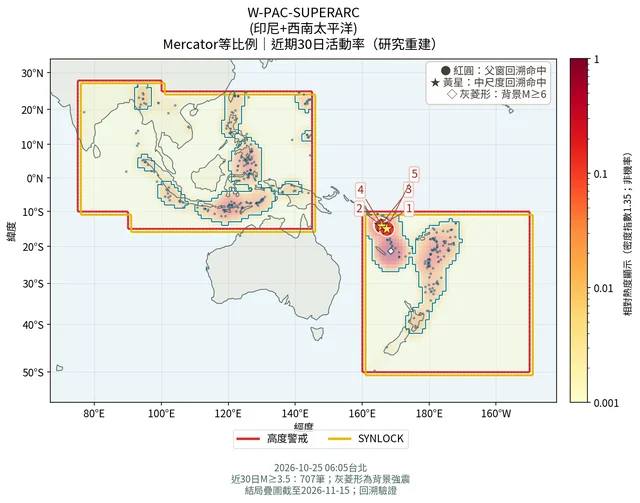 W-PAC-SUPERARC
(印尼+西南太平洋)
Mercator等比例｜近期30日活動率（研究重建）
● 紅圓：父窗回溯命中
★ 黃星：中尺度回溯命中
◇ 灰菱形：背景M≥6
30°N
20°N
10°N
0°N
10°S
20°S
30°S
40°S
50°S
緯度
5
4
3
2
1
80°E
100°E
120°E
140°E
160°E
180°E
160°W
經度
1
0.1
0.01
0.001
相對熱度顯示（密度指數1.35；非機率）
高度警戒
SYNLOCK
2026-10-25 06:05台北
近30日M≥3.5：707筆；灰菱形為背景強震
結局疊圖截至2026-11-15；回溯驗證